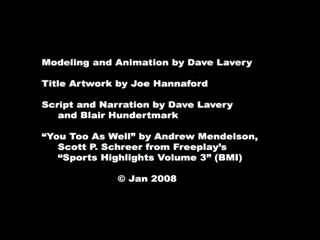 Modeling and Animation by Dave Lavery
Title Artwork by Joe Hannaford
Script and Narration by Dave Lavery
and Blair Hundertmark
“You Too As Well” by Andrew Mendelson,
Scott P. Schreer from Freeplay’s
“Sports Highlights Volume 3” (BMI)
© Jan 2008